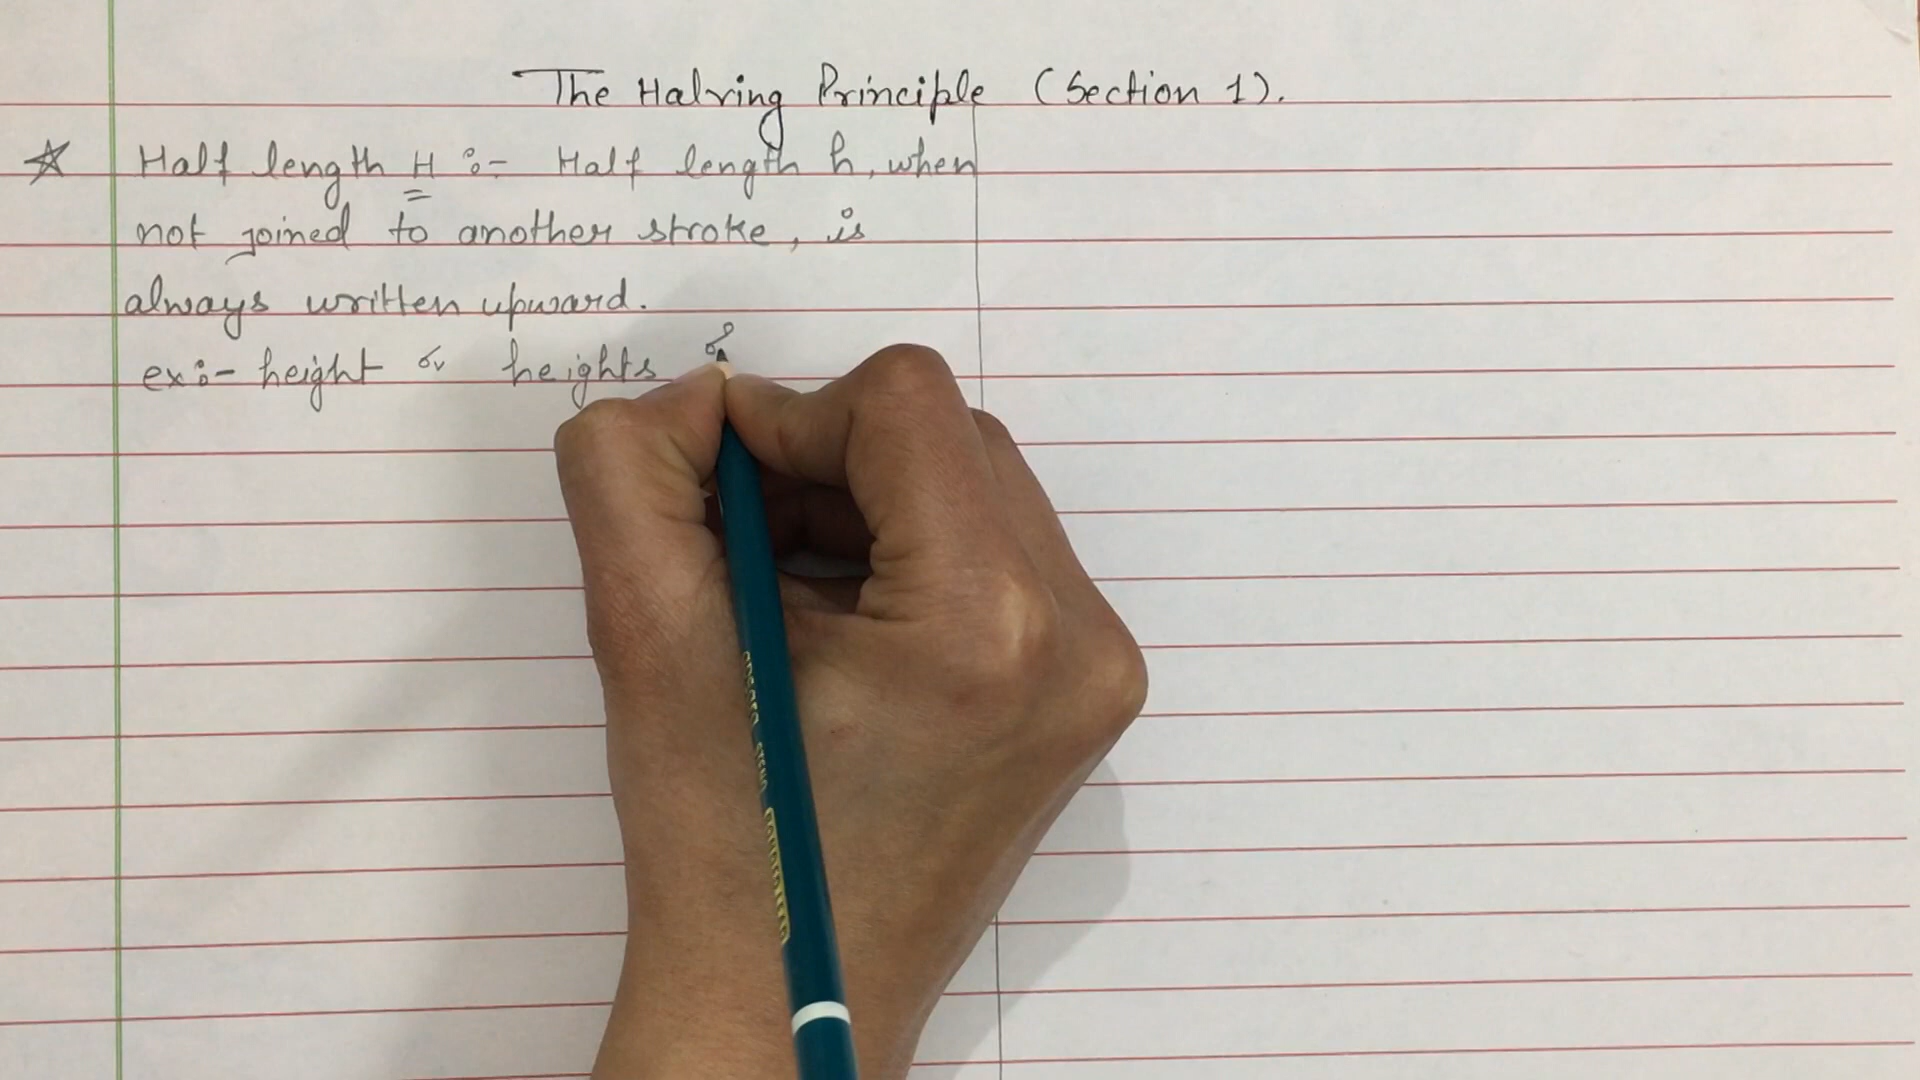 The Halving Principle (Section 1).
Half length H :- Half length h, when
not joined to another stroke, is
always written upward.
ex:- height heights